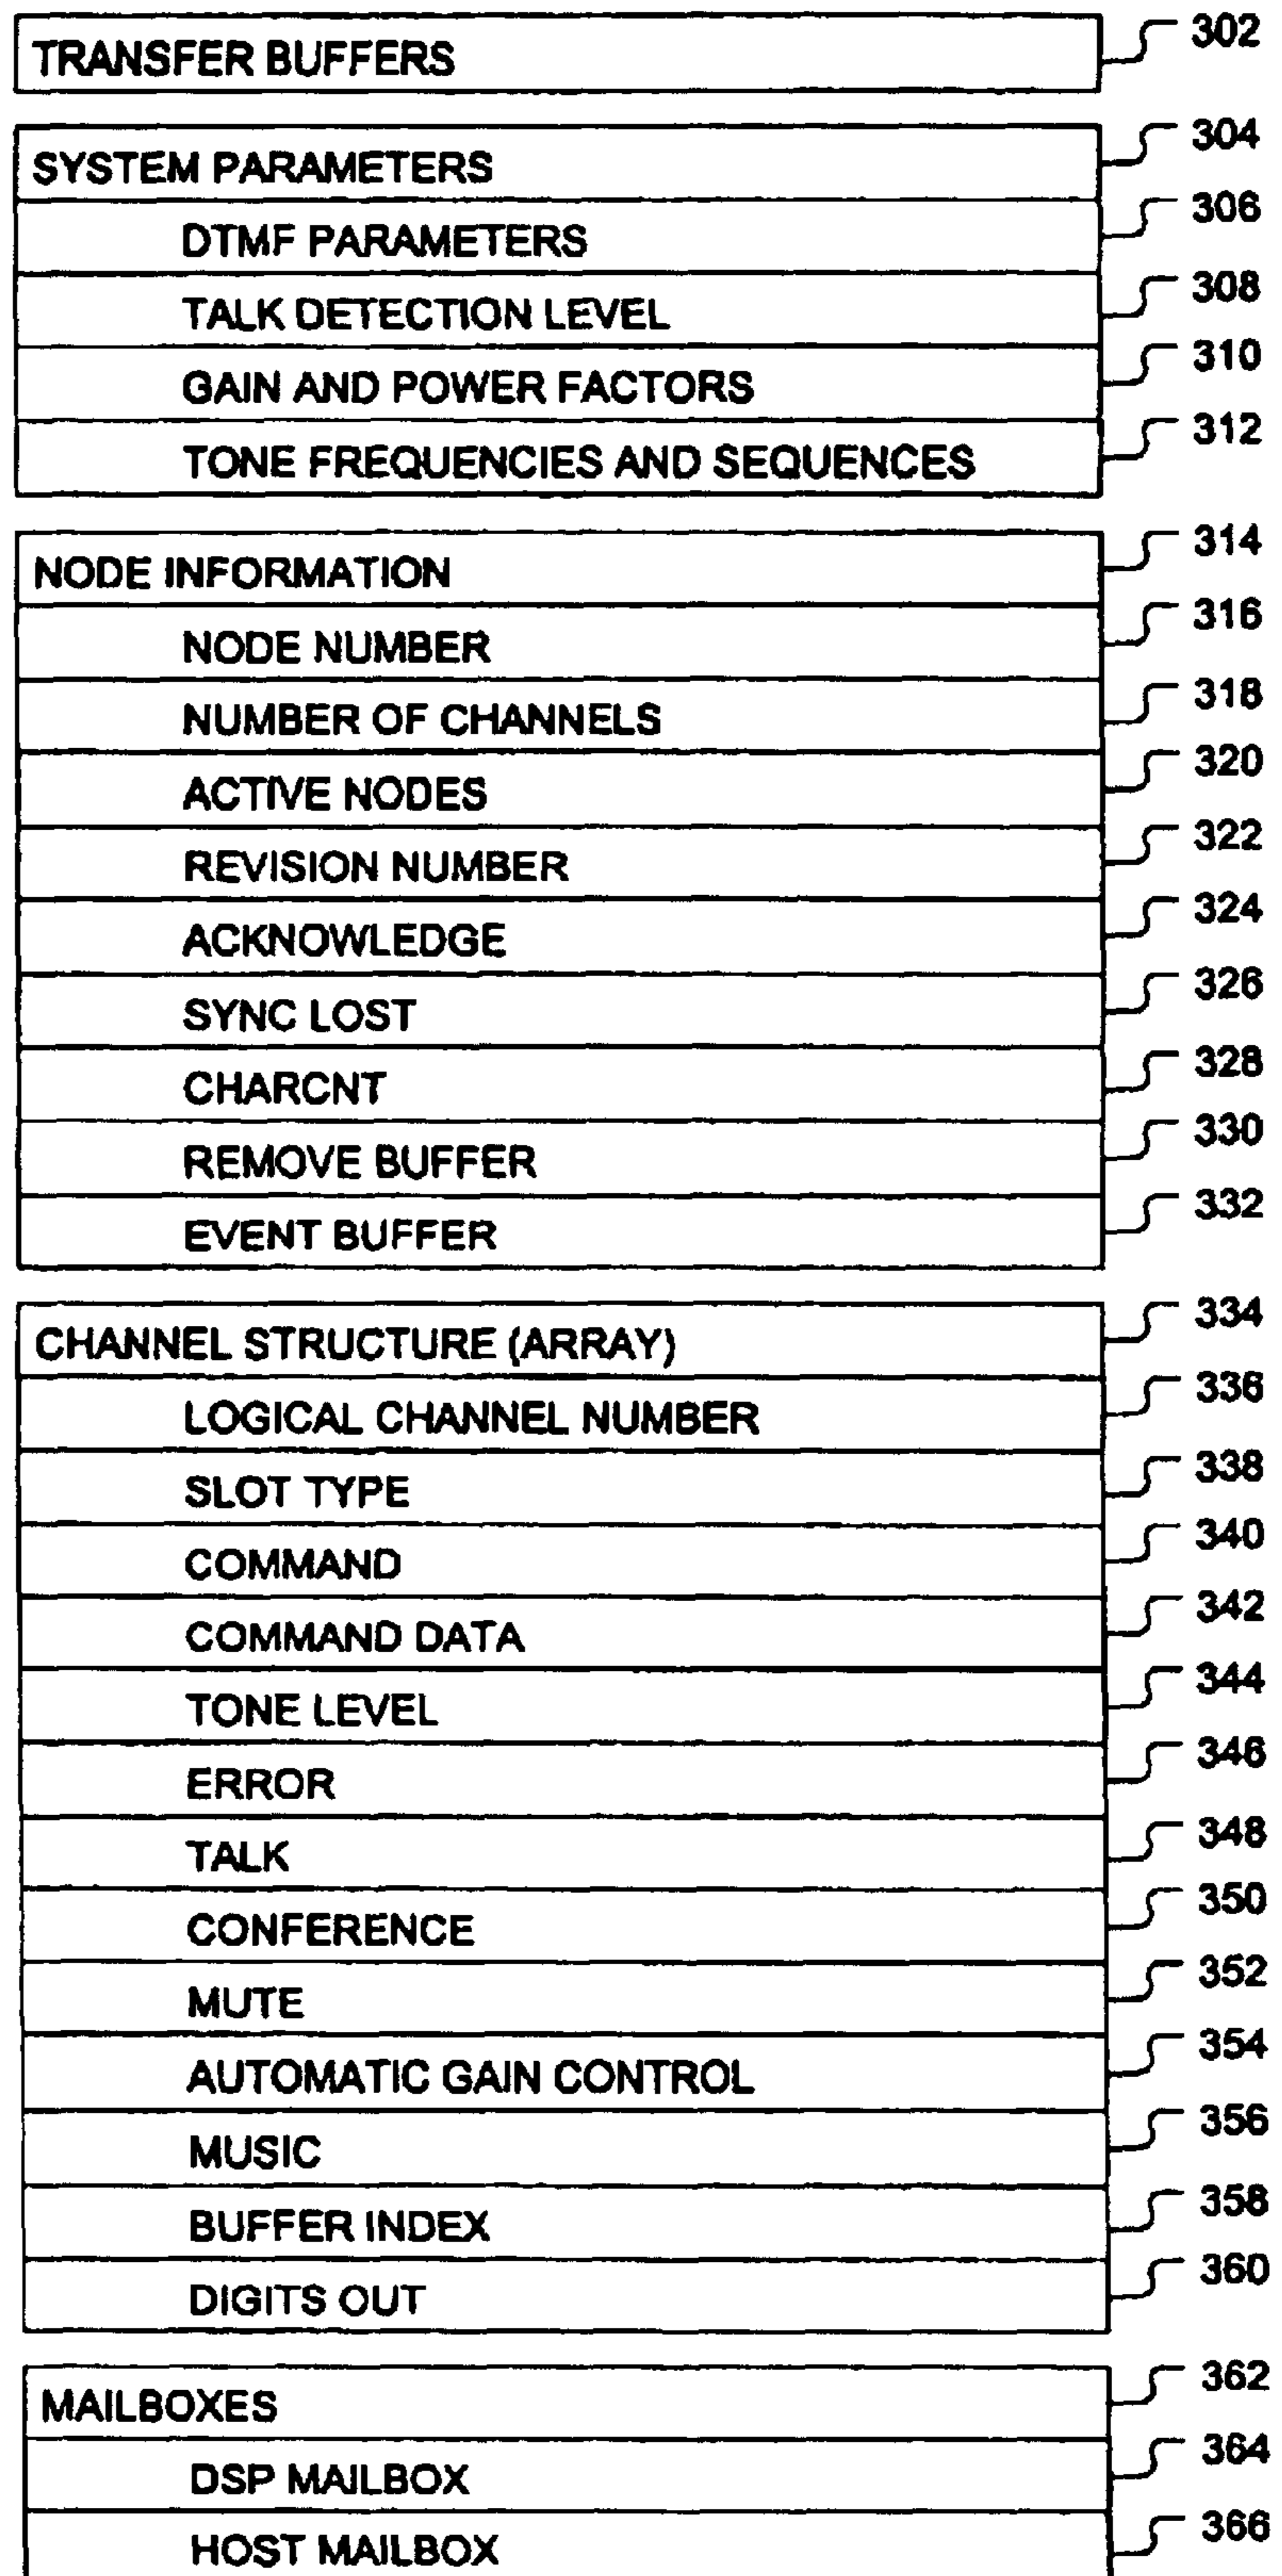 TRANSFER BUFFERS 302
SYSTEM PARAMETERS 304
DTMF PARAMETERS 306
TALK DETECTION LEVEL 308
GAIN AND POWER FACTORS 310
TONE FREQUENCIES AND SEQUENCES 312
NODE INFORMATION 314
NODE NUMBER 316
NUMBER OF CHANNELS 318
ACTIVE NODES 320
REVISION NUMBER 322
ACKNOWLEDGE 324
SYNC LOST 326
CHARCNT 328
REMOVE BUFFER 330
EVENT BUFFER 332
CHANNEL STRUCTURE (ARRAY) 334
LOGICAL CHANNEL NUMBER 336
SLOT TYPE 338
COMMAND 340
COMMAND DATA 342
TONE LEVEL 344
ERROR 346
TALK 348
CONFERENCE 350
MUTE 352
AUTOMATIC GAIN CONTROL 354
MUSIC 356
BUFFER INDEX 358
DIGITS OUT 360
MAILBOXES 362
DSP MAILBOX 364
HOST MAILBOX 366